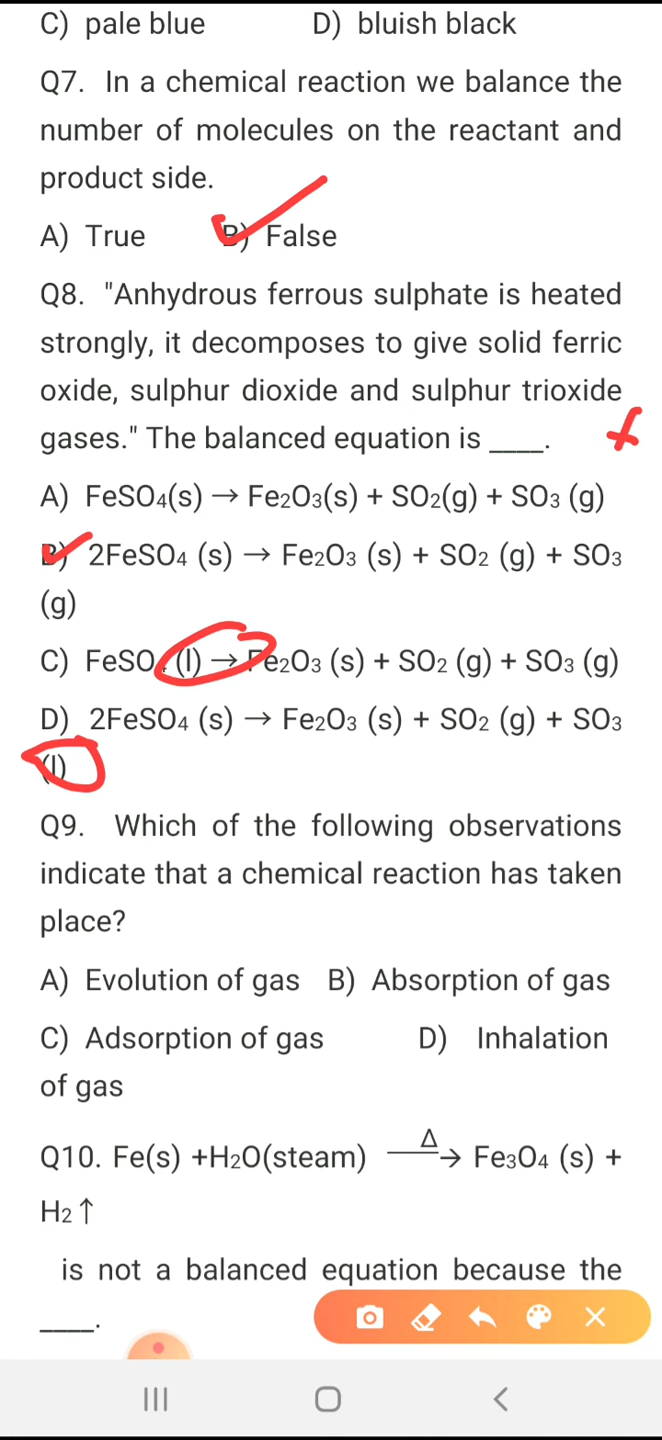 C) pale blue D) bluish black
Q7. In a chemical reaction we balance the
number of molecules on the reactant and
product side.
A) True B) False
Q8. "Anhydrous ferrous sulphate is heated
strongly, it decomposes to give solid ferric
oxide, sulphur dioxide and sulphur trioxide
gases." The balanced equation is ____.
A) FeSO4(s) → Fe2O3(s) + SO2(g) + SO3 (g)
B) 2FeSO4 (s) → Fe2O3 (s) + SO2 (g) + SO3
(g)
C) FeSO4 (l) → Fe2O3 (s) + SO2 (g) + SO3 (g)
D) 2FeSO4 (s) → Fe2O3 (s) + SO2 (g) + SO3
(l)
Q9. Which of the following observations
indicate that a chemical reaction has taken
place?
A) Evolution of gas B) Absorption of gas
C) Adsorption of gas D) Inhalation
of gas
Q10. Fe(s) +H2O(steam) —Δ→ Fe3O4 (s) +
H2 ↑
is not a balanced equation because the
____.